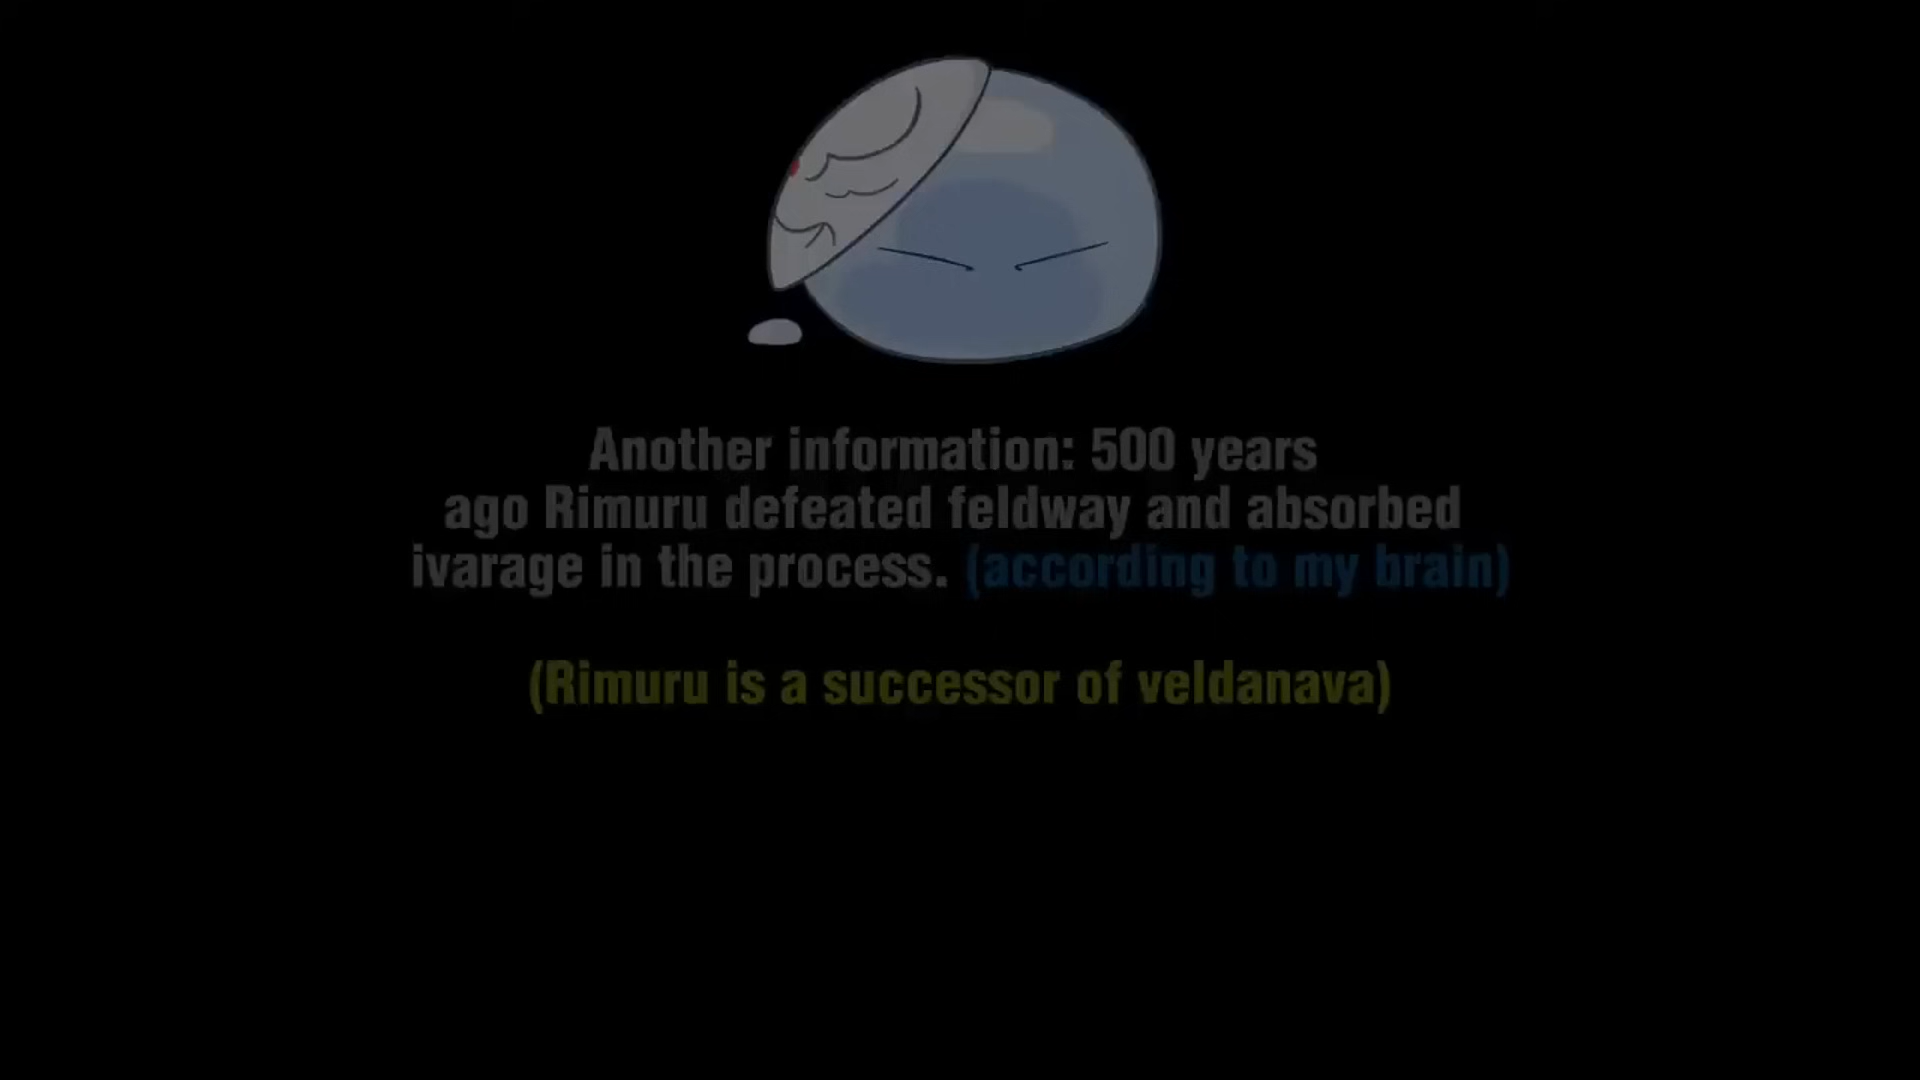 Another information: 500 years
ago Rimuru defeated feldway and absorbed
ivarage in the process. (according to my brain)
(Rimuru is a successor of veldanava)